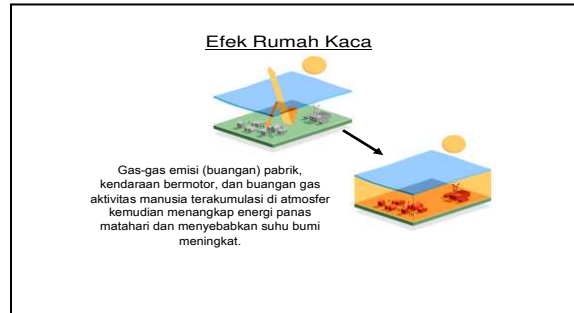 Efek Rumah Kaca
Gas-gas emisi (buangan) pabrik,
kendaraan bermotor, dan buangan gas
aktivitas manusia terakumulasi di atmosfer
kemudian menangkap energi panas
matahari dan menyebabkan suhu bumi
meningkat.